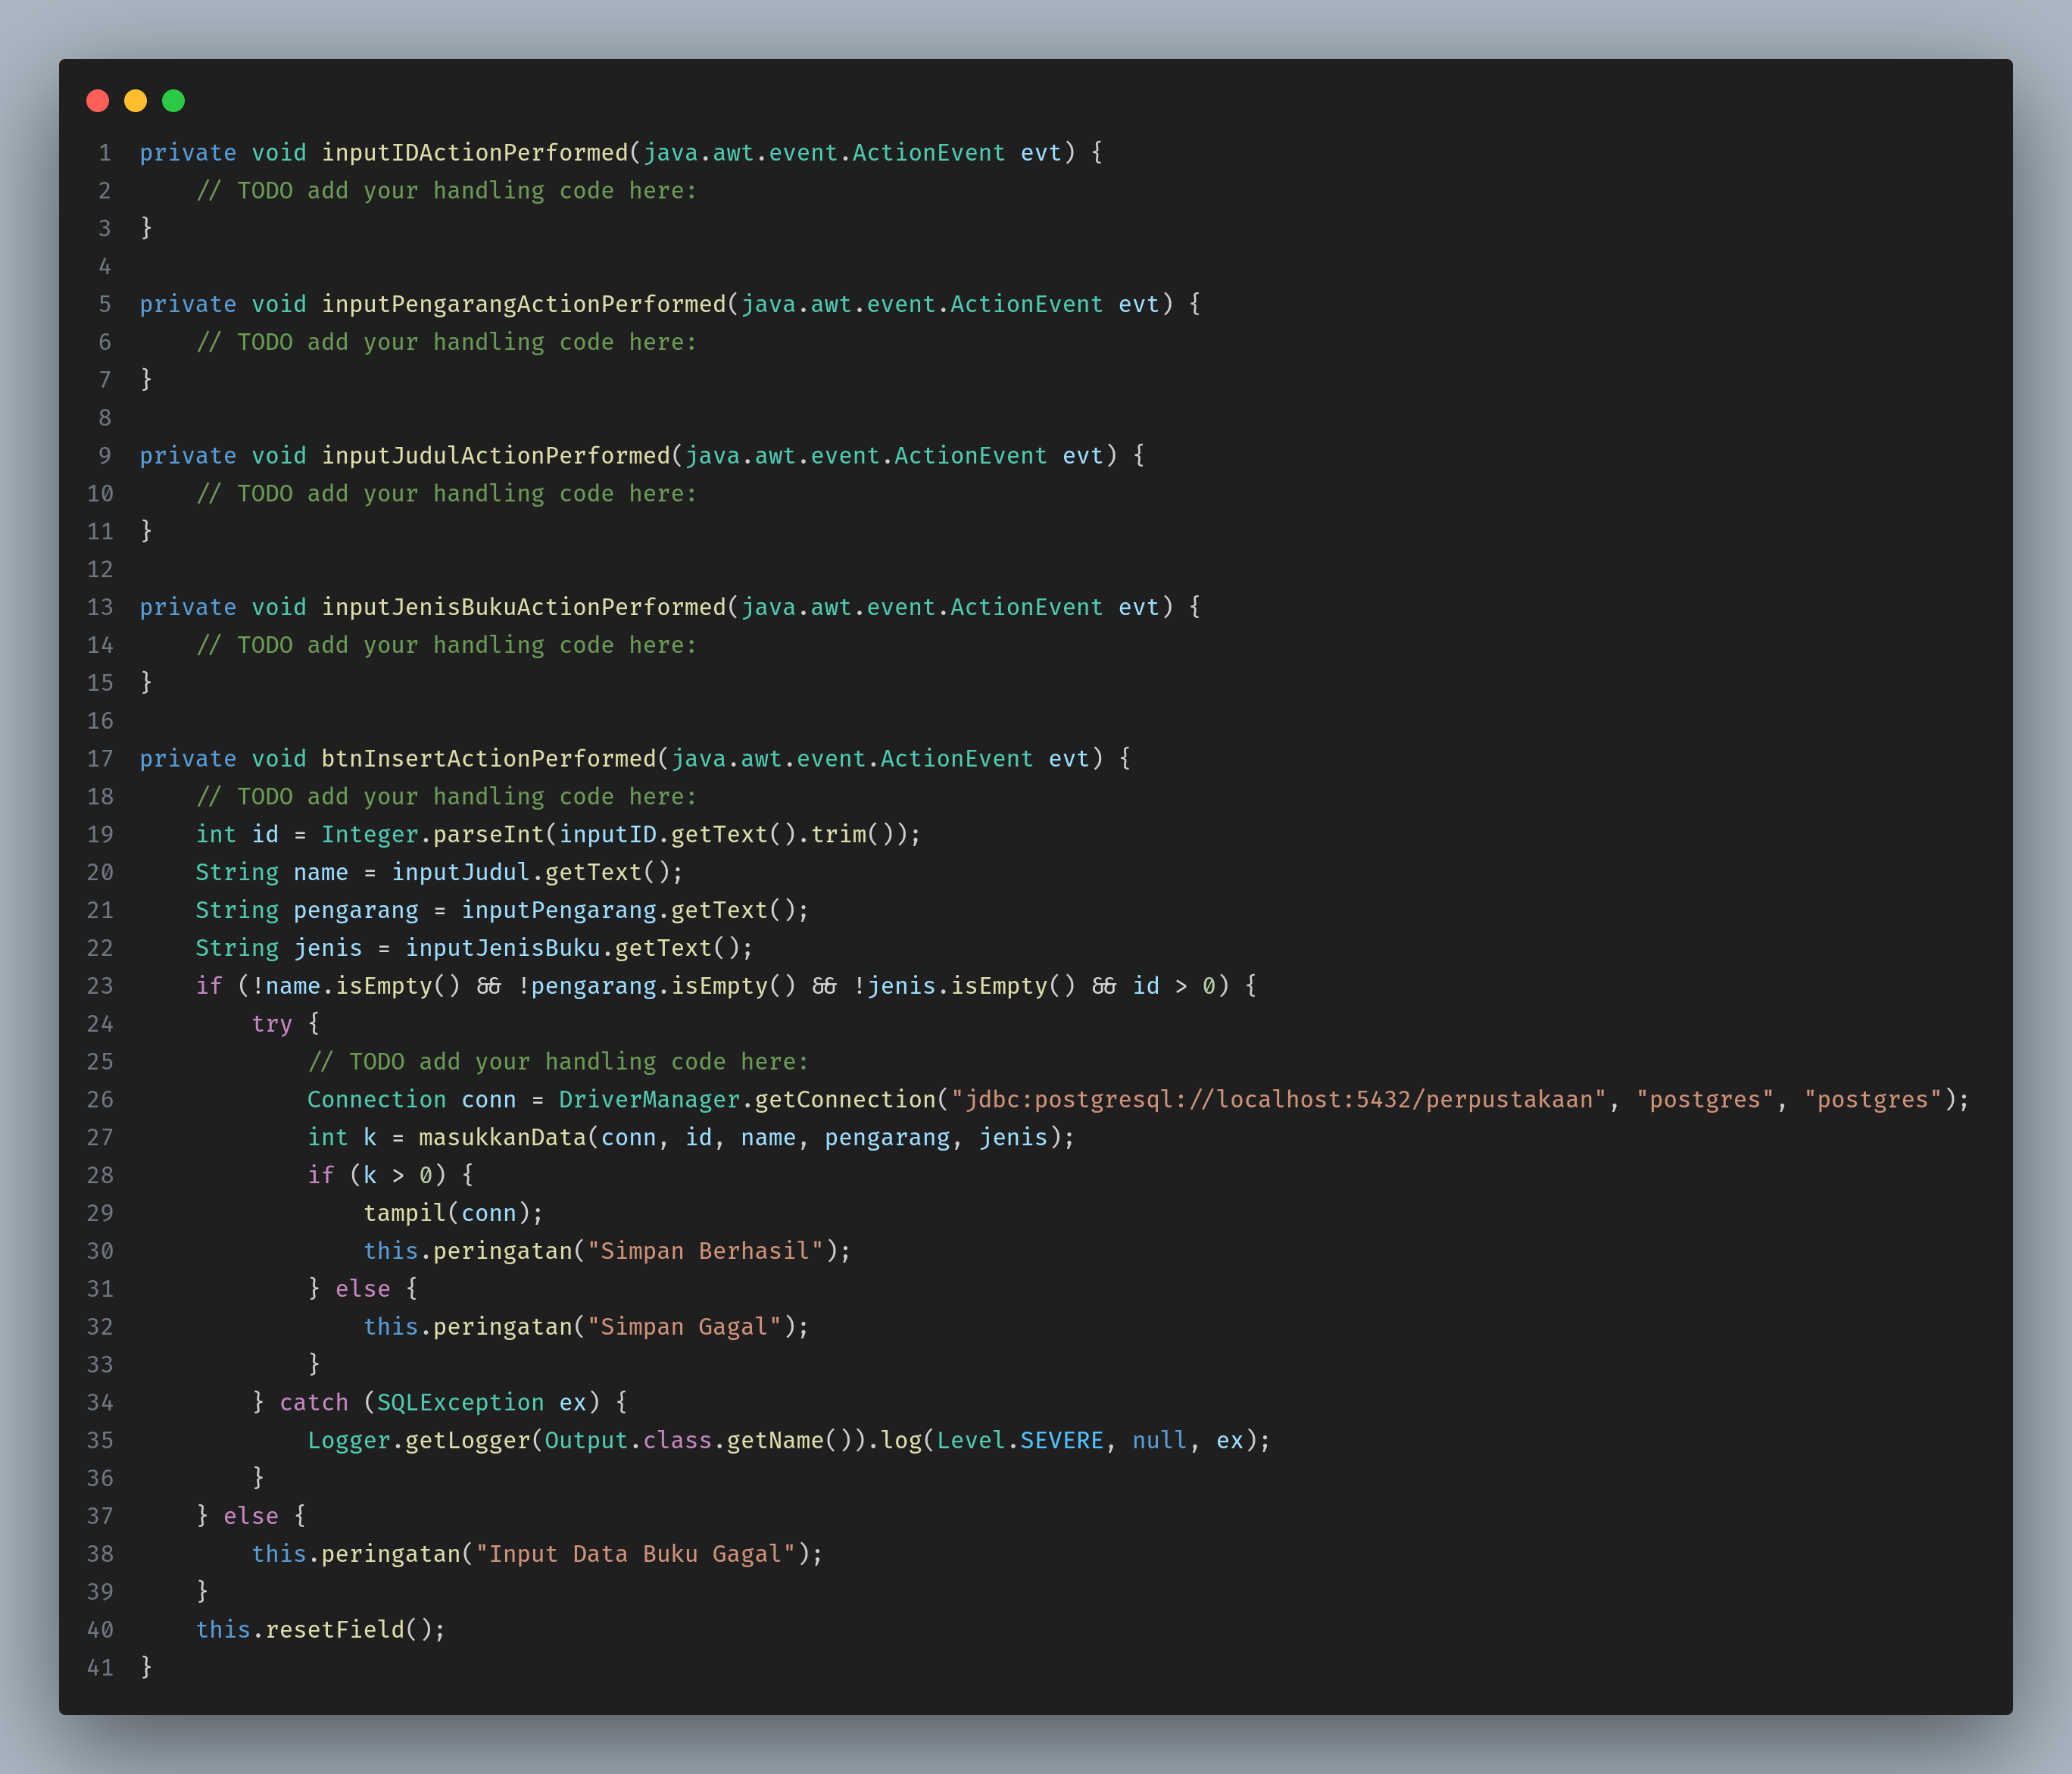 1 private void inputIDActionPerformed(java.awt.event.ActionEvent evt) {
2     // TODO add your handling code here:
3 }
4
5 private void inputPengarangActionPerformed(java.awt.event.ActionEvent evt) {
6     // TODO add your handling code here:
7 }
8
9 private void inputJudulActionPerformed(java.awt.event.ActionEvent evt) {
10     // TODO add your handling code here:
11 }
12
13 private void inputJenisBukuActionPerformed(java.awt.event.ActionEvent evt) {
14     // TODO add your handling code here:
15 }
16
17 private void btnInsertActionPerformed(java.awt.event.ActionEvent evt) {
18     // TODO add your handling code here:
19     int id = Integer.parseInt(inputID.getText().trim());
20     String name = inputJudul.getText();
21     String pengarang = inputPengarang.getText();
22     String jenis = inputJenisBuku.getText();
23     if (!name.isEmpty() && !pengarang.isEmpty() && !jenis.isEmpty() && id > 0) {
24         try {
25             // TODO add your handling code here:
26             Connection conn = DriverManager.getConnection("jdbc:postgresql://localhost:5432/perpustakaan", "postgres", "postgres");
27             int k = masukkanData(conn, id, name, pengarang, jenis);
28             if (k > 0) {
29                 tampil(conn);
30                 this.peringatan("Simpan Berhasil");
31             } else {
32                 this.peringatan("Simpan Gagal");
33             }
34         } catch (SQLException ex) {
35             Logger.getLogger(Output.class.getName()).log(Level.SEVERE, null, ex);
36         }
37     } else {
38         this.peringatan("Input Data Buku Gagal");
39     }
40     this.resetField();
41 }